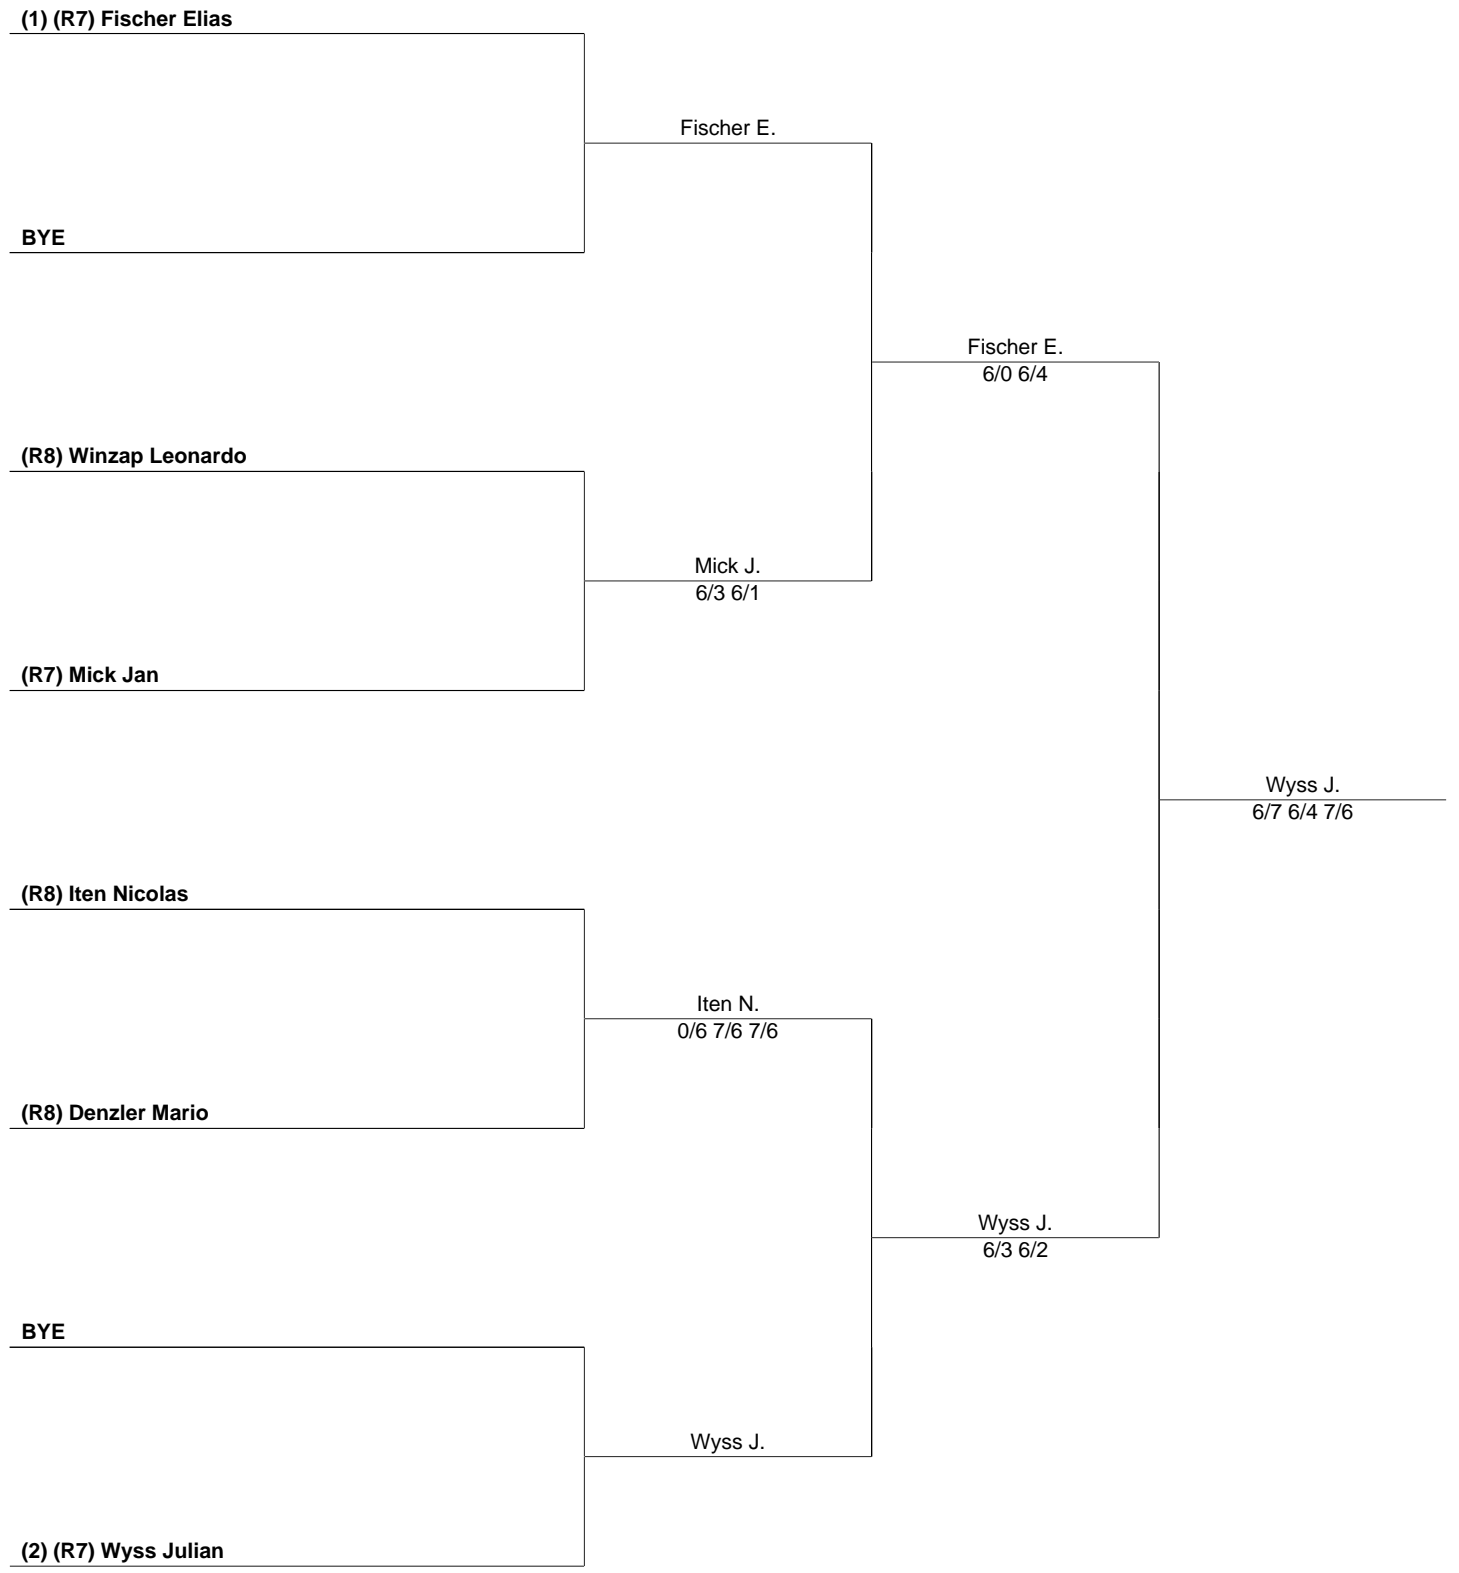 (1) (R7) Fischer Elias
Fischer E.
BYE
Fischer E.
6/0 6/4
(R8) Winzap Leonardo
Mick J.
6/3 6/1
(R7) Mick Jan
Wyss J.
6/7 6/4 7/6
(R8) Iten Nicolas
Iten N.
0/6 7/6 7/6
(R8) Denzler Mario
Wyss J.
6/3 6/2
BYE
Wyss J.
(2) (R7) Wyss Julian